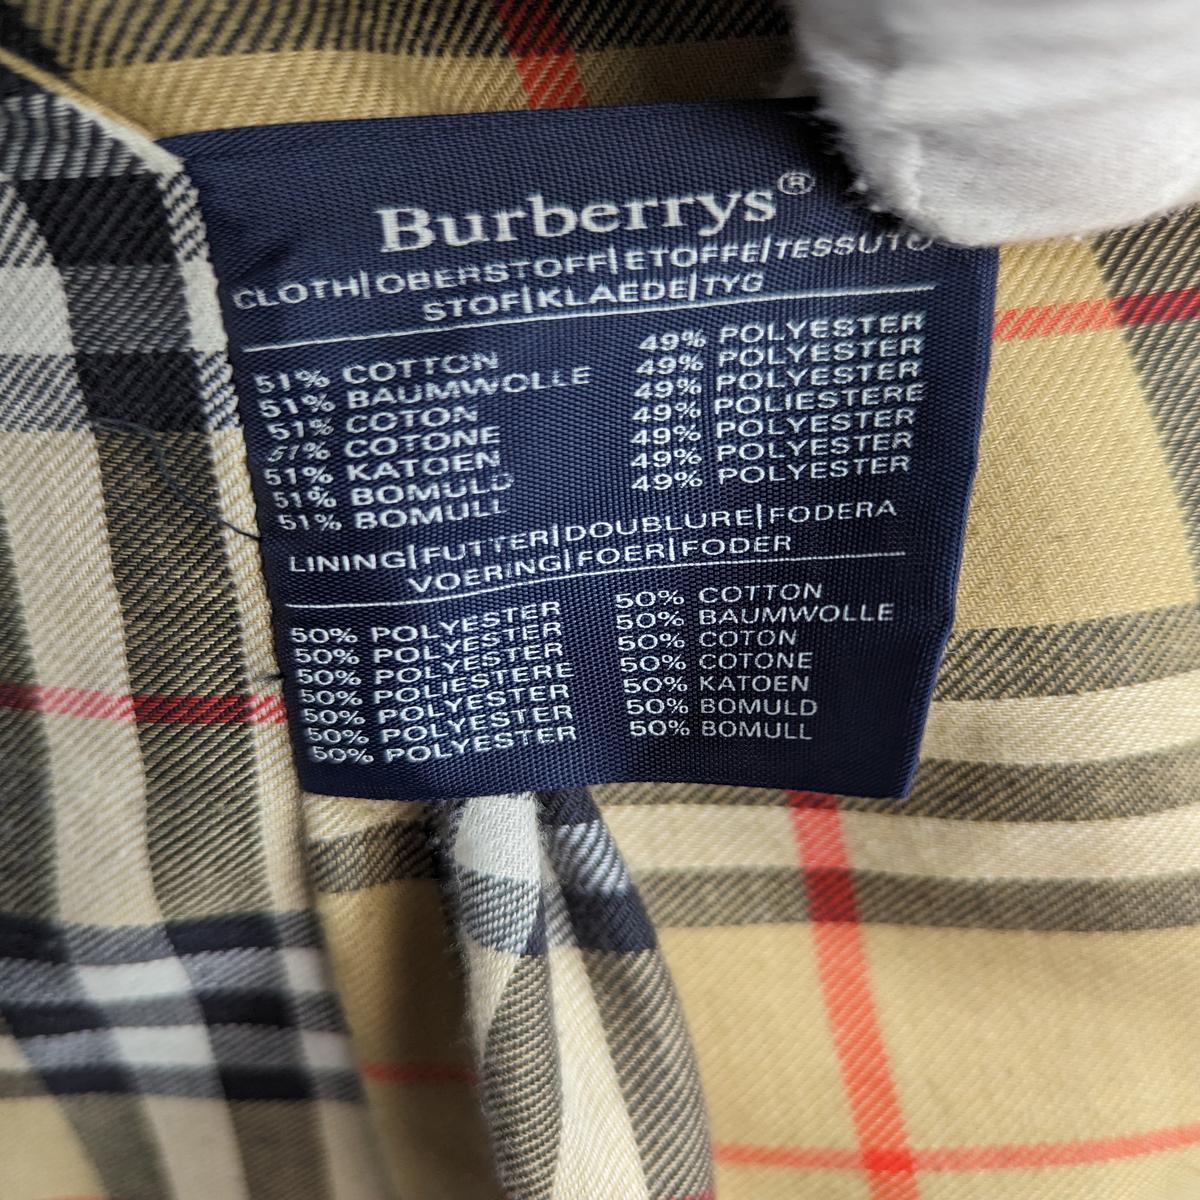 Burberrys®
CLOTH|OBERSTOFF|ETOFFE|TESSUTO
STOF|KLAEDE|TYG
51% COTTON 49% POLYESTER
51% BAUMWOLLE 49% POLYESTER
51% COTON 49% POLYESTER
51% COTONE 49% POLIESTERE
51% KATOEN 49% POLYESTER
51% BOMULD 49% POLYESTER
51% BOMULL 49% POLYESTER
LINING|FUTTER|DOUBLURE|FODERA
VOERING|FOER|FODER
50% POLYESTER 50% COTTON
50% POLYESTER 50% BAUMWOLLE
50% POLYESTER 50% COTON
50% POLIESTERE 50% COTONE
50% POLYESTER 50% KATOEN
50% POLYESTER 50% BOMULD
50% POLYESTER 50% BOMULL